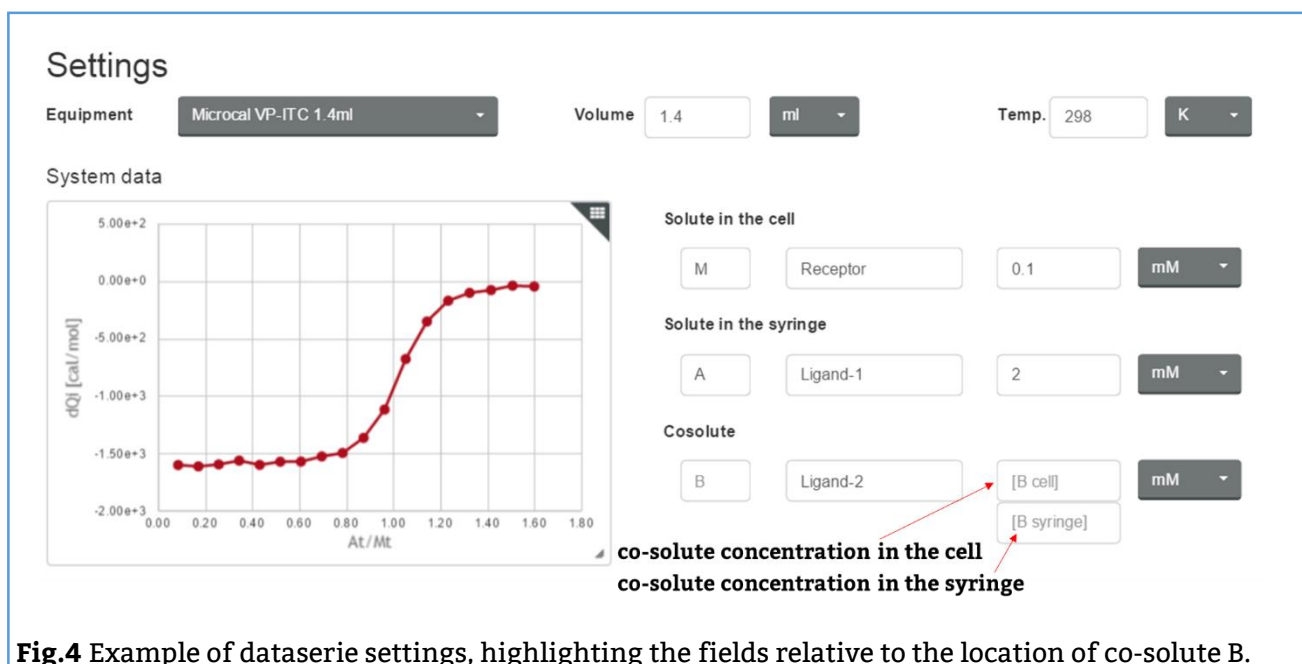 Settings
Equipment Microcal VP-ITC 1.4ml Volume 1.4 ml Temp. 298 K
System data
5.00e+2
0.00e+0
-5.00e+2
-1.00e+3
-1.50e+3
-2.00e+3
dQi [cal/mol]
0.00 0.20 0.40 0.60 0.80 1.00 1.20 1.40 1.60 1.80
At/Mt
Solute in the cell
M Receptor 0.1 mM
Solute in the syringe
A Ligand-1 2 mM
Cosolute
B Ligand-2 [B cell] mM
[B syringe]
co-solute concentration in the cell
co-solute concentration in the syringe
Fig.4 Example of dataserie settings, highlighting the fields relative to the location of co-solute B.